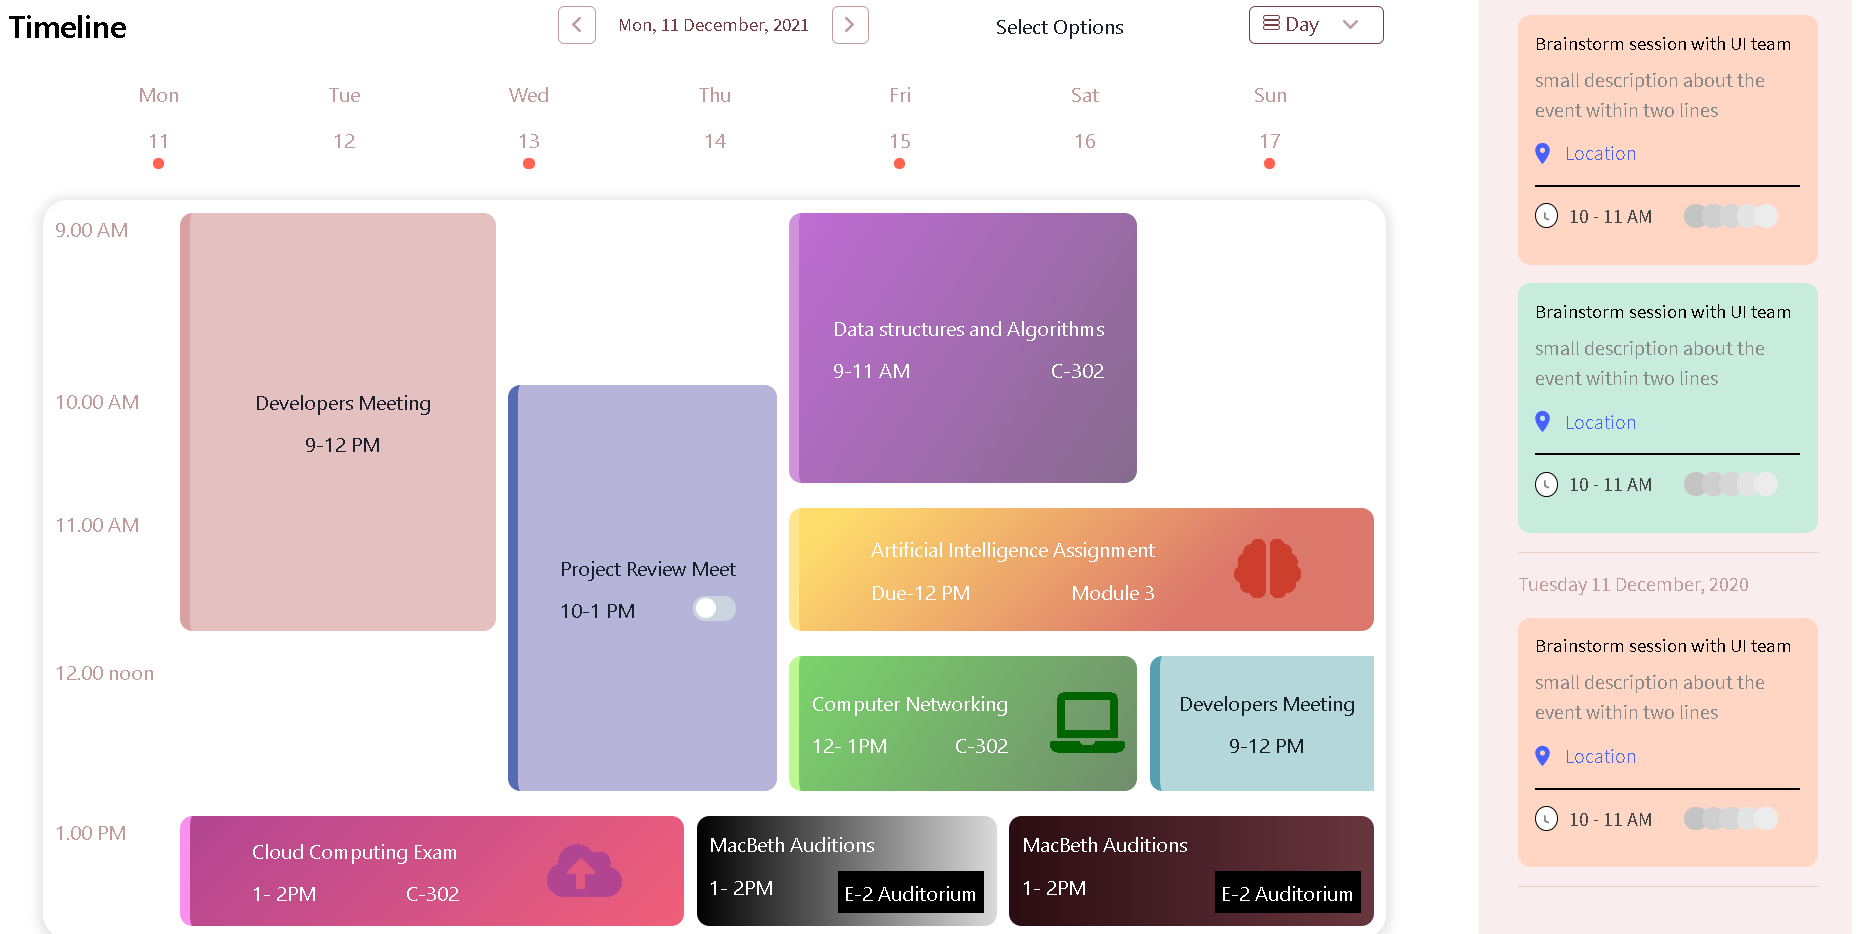 Timeline
Mon, 11 December, 2021
Select Options
Day
Mon Tue Wed Thu Fri Sat Sun
11 12 13 14 15 16 17
9.00 AM
10.00 AM
11.00 AM
12.00 noon
1.00 PM
Developers Meeting
9-12 PM
Project Review Meet
10-1 PM
Data structures and Algorithms
9-11 AM C-302
Artificial Intelligence Assignment
Due-12 PM Module 3
Computer Networking
12- 1PM C-302
Developers Meeting
9-12 PM
Cloud Computing Exam
1- 2PM C-302
MacBeth Auditions
1- 2PM
E-2 Auditorium
MacBeth Auditions
1- 2PM
E-2 Auditorium
Brainstorm session with UI team
small description about the
event within two lines
Location
10 - 11 AM
Brainstorm session with UI team
small description about the
event within two lines
Location
10 - 11 AM
Tuesday 11 December, 2020
Brainstorm session with UI team
small description about the
event within two lines
Location
10 - 11 AM